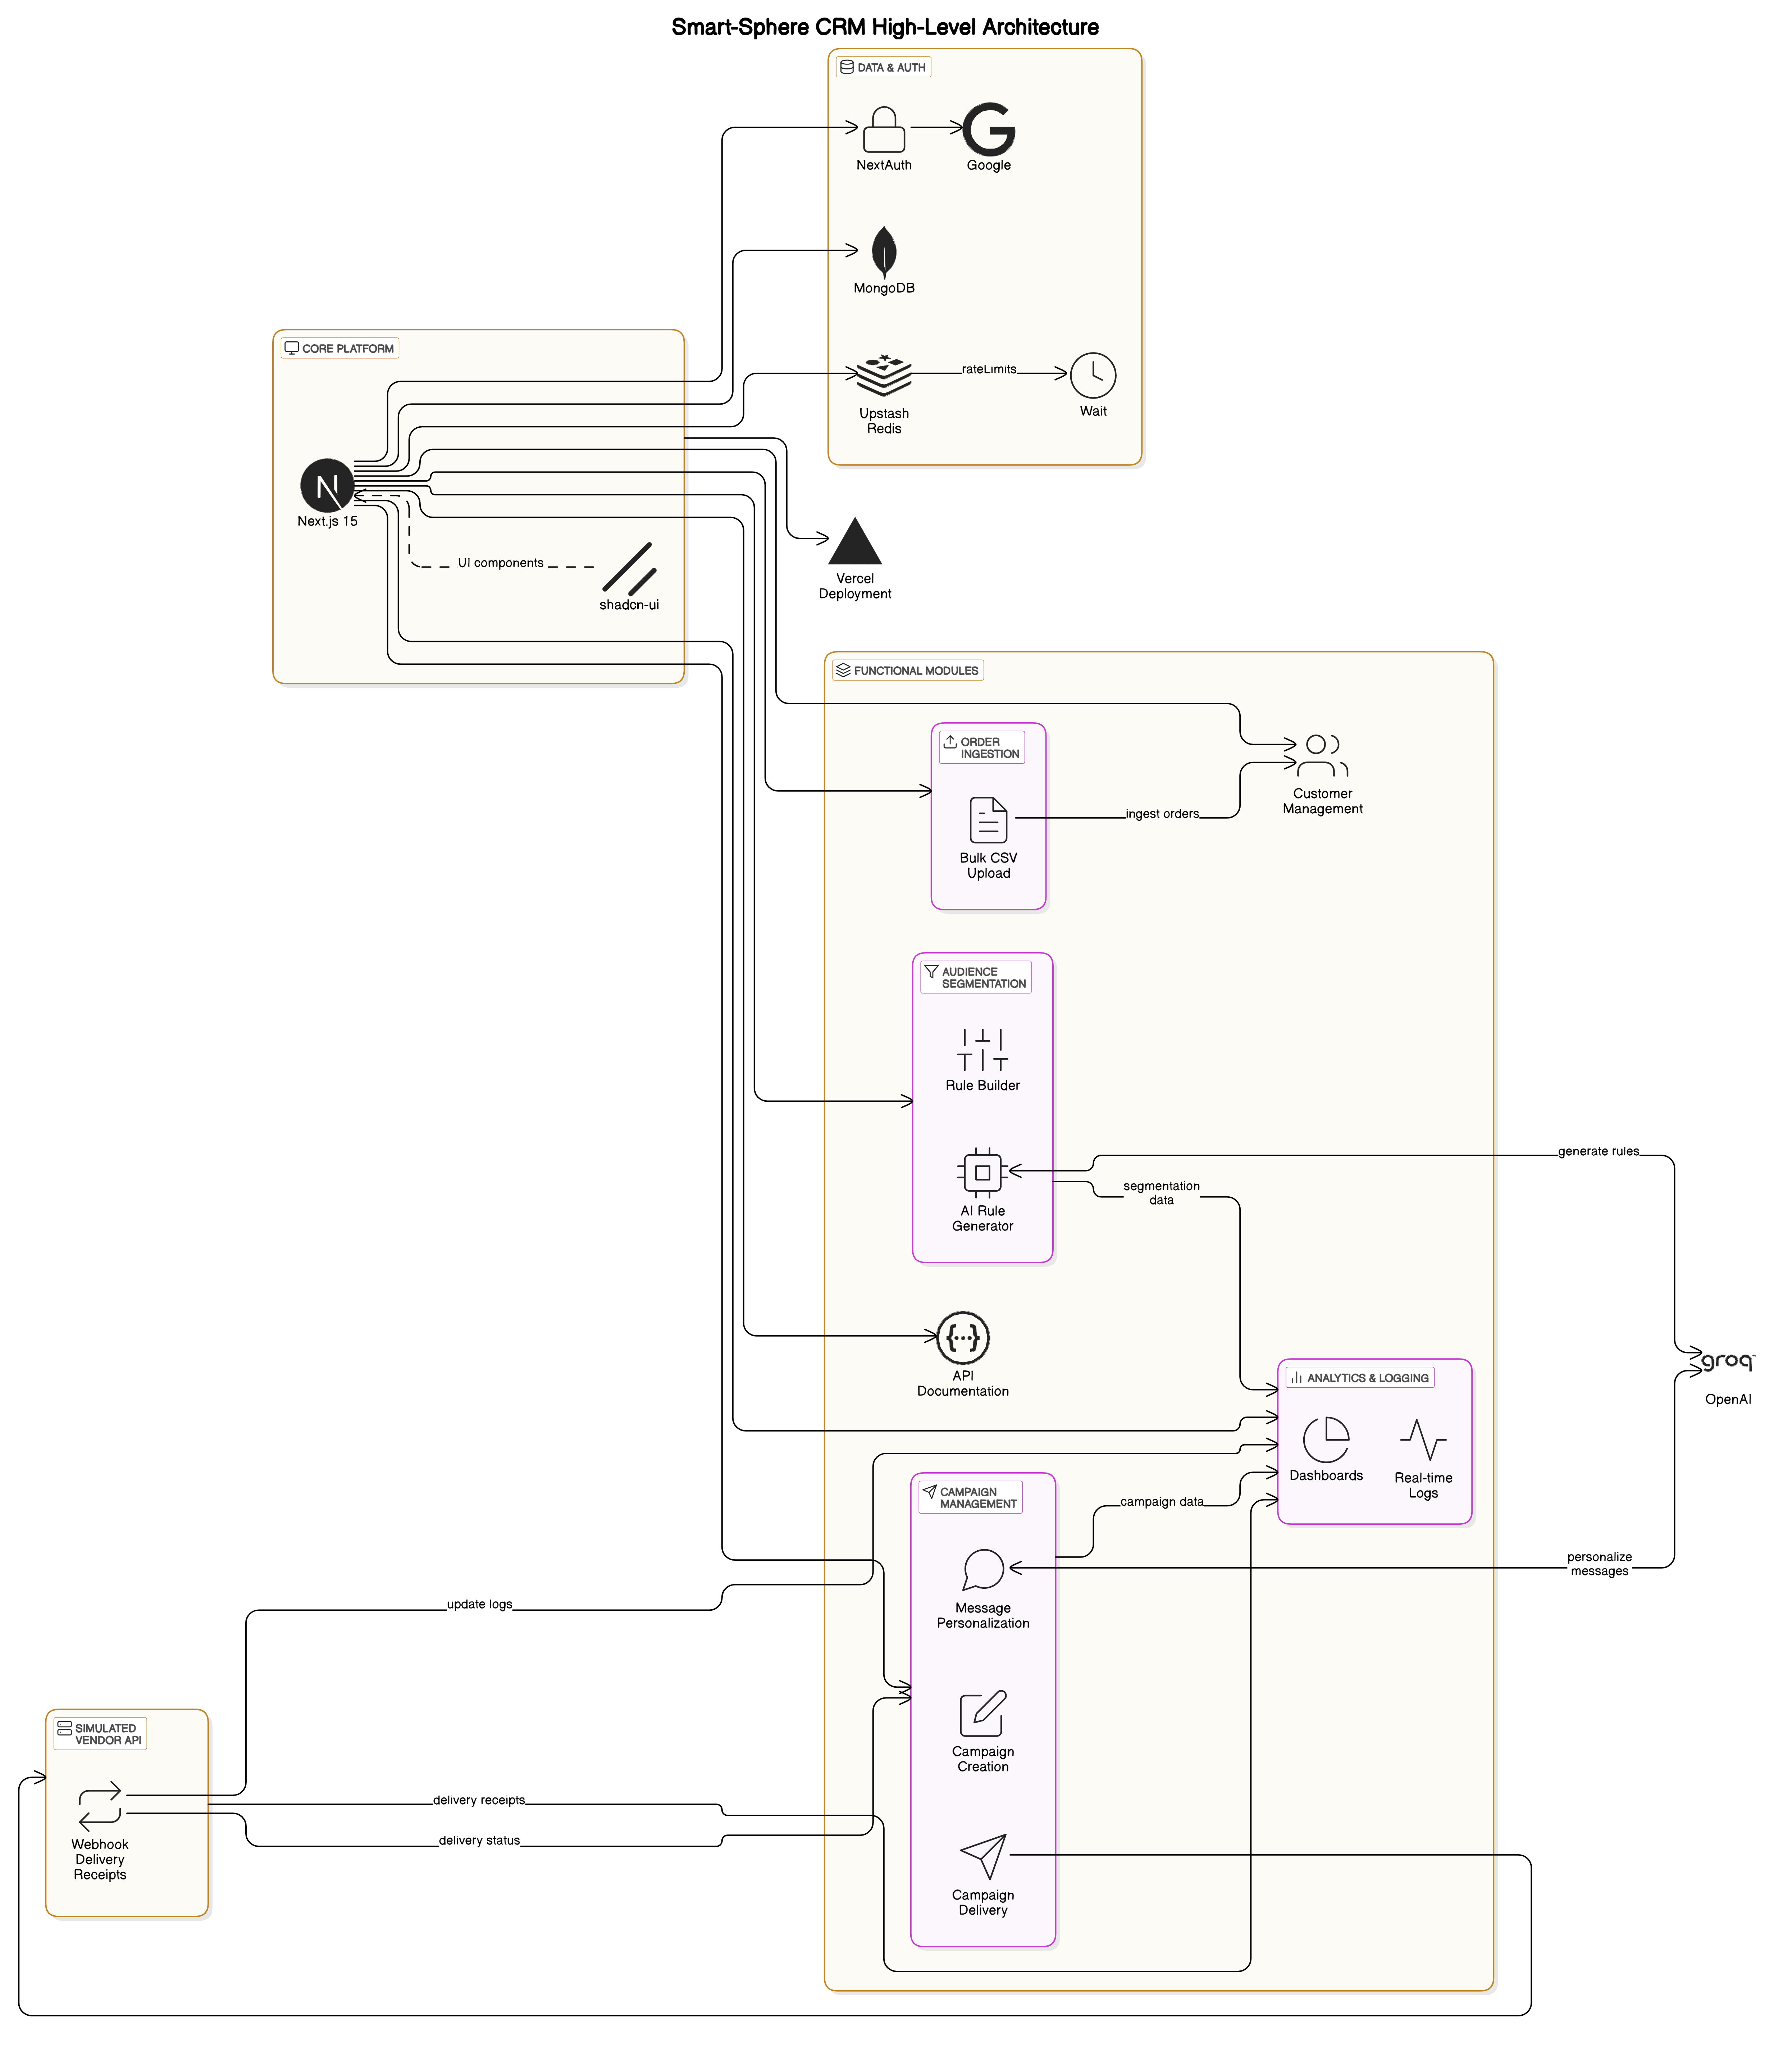 Smart-Sphere CRM High-Level Architecture
DATA & AUTH
NextAuth
Google
MongoDB
CORE PLATFORM
rateLimits
Upstash
Redis
Wait
N
Next.js 15
UI components
shadcn-ui
Vercel
Deployment
FUNCTIONAL MODULES
ORDER
INGESTION
Customer
Management
ingest orders
Bulk CSV
Upload
AUDIENCE
SEGMENTATION
Rule Builder
generate rules
segmentation
data
AI Rule
Generator
API
Documentation
groq™
OpenAI
ANALYTICS & LOGGING
Dashboards
Real-time
Logs
CAMPAIGN
MANAGEMENT
campaign data
personalize
messages
Message
Personalization
update logs
Campaign
Creation
SIMULATED
VENDOR API
delivery receipts
delivery status
Webhook
Delivery
Receipts
Campaign
Delivery